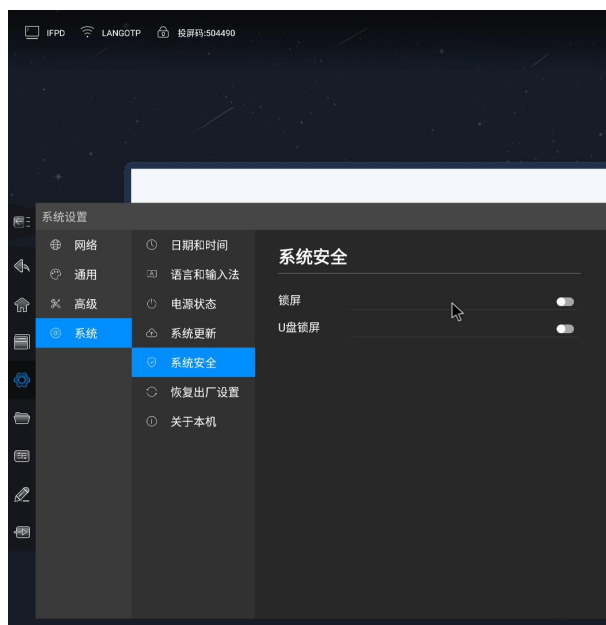 IFPD LANGOTP 投屏码:504490
系统设置
网络
通用
高级
系统
日期和时间
语言和输入法
电源状态
系统更新
系统安全
恢复出厂设置
关于本机
系统安全
锁屏
U盘锁屏